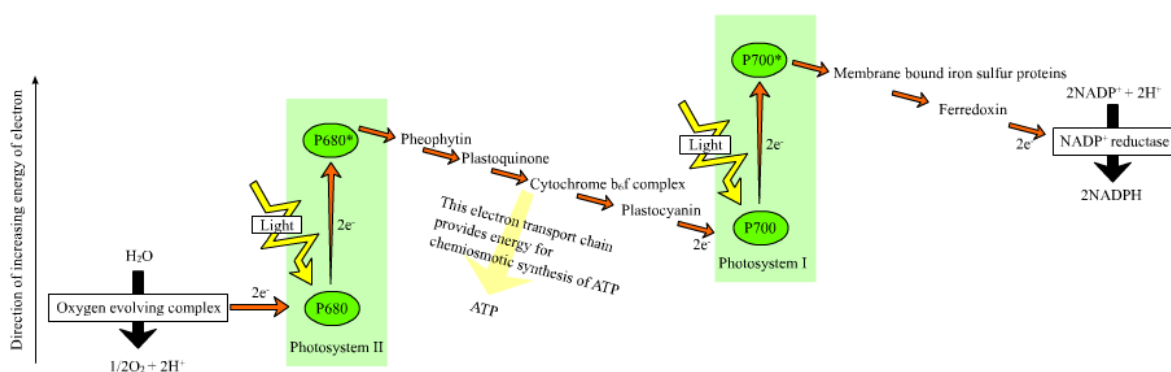 Direction of increasing energy of electron
H₂O
Oxygen evolving complex
1/2O₂ + 2H⁺
2e⁻
Light
P680*
2e⁻
P680
Photosystem II
Pheophytin
Plastoquinone
Cytochrome b₆f complex
Plastocyanin
This electron transport chain
provides energy for
chemiosmotic synthesis of ATP
ATP
2e⁻
Light
P700*
2e⁻
P700
Photosystem I
Membrane bound iron sulfur proteins
Ferredoxin
2e⁻
2NADP⁺ + 2H⁺
NADP⁺ reductase
2NADPH